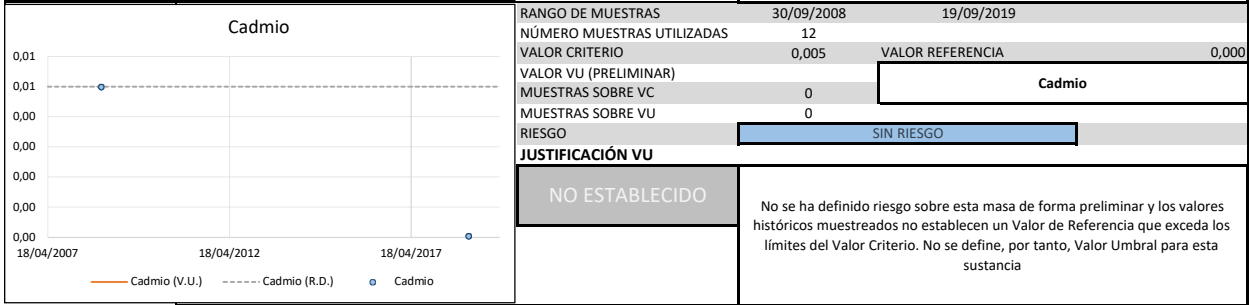 Cadmio
0,01
0,01
0,00
0,00
0,00
0,00
0,00
18/04/2007 18/04/2012 18/04/2017
Cadmio (V.U.) Cadmio (R.D.) Cadmio
RANGO DE MUESTRAS 30/09/2008 19/09/2019
NÚMERO MUESTRAS UTILIZADAS 12
VALOR CRITERIO 0,005 VALOR REFERENCIA 0,000
VALOR VU (PRELIMINAR)
Cadmio
MUESTRAS SOBRE VC 0
MUESTRAS SOBRE VU 0
RIESGO SIN RIESGO
JUSTIFICACIÓN VU
NO ESTABLECIDO
No se ha definido riesgo sobre esta masa de forma preliminar y los valores
históricos muestreados no establecen un Valor de Referencia que exceda los
límites del Valor Criterio. No se define, por tanto, Valor Umbral para esta
sustancia